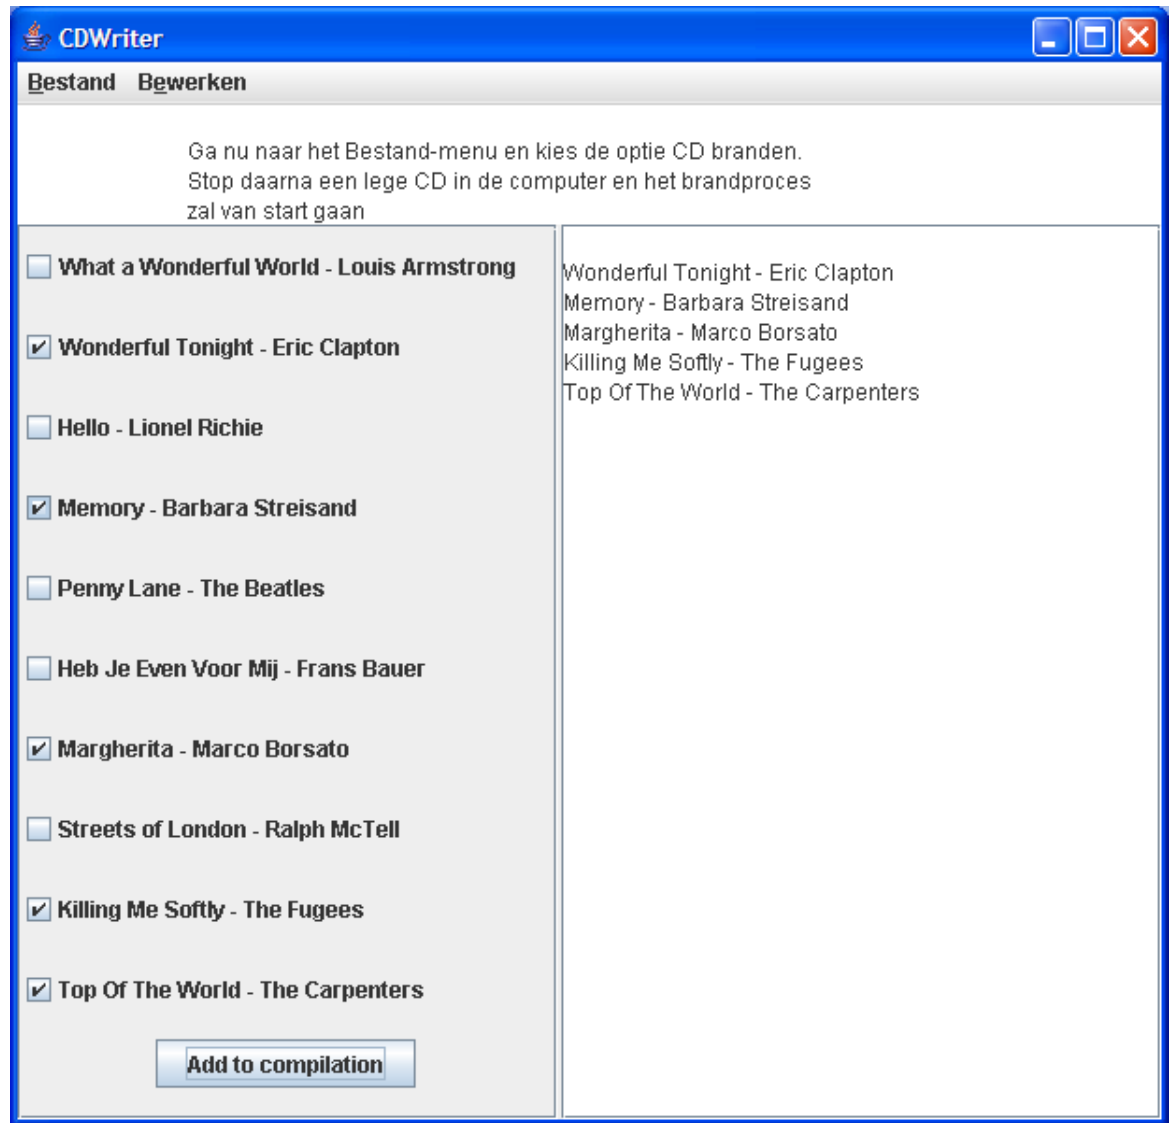 CDWriter
Bestand Bewerken
Ga nu naar het Bestand-menu en kies de optie CD branden.
Stop daarna een lege CD in de computer en het brandproces
zal van start gaan
What a Wonderful World - Louis Armstrong
Wonderful Tonight - Eric Clapton
Hello - Lionel Richie
Memory - Barbara Streisand
Penny Lane - The Beatles
Heb Je Even Voor Mij - Frans Bauer
Margherita - Marco Borsato
Streets of London - Ralph McTell
Killing Me Softly - The Fugees
Top Of The World - The Carpenters
Add to compilation
Wonderful Tonight - Eric Clapton
Memory - Barbara Streisand
Margherita - Marco Borsato
Killing Me Softly - The Fugees
Top Of The World - The Carpenters